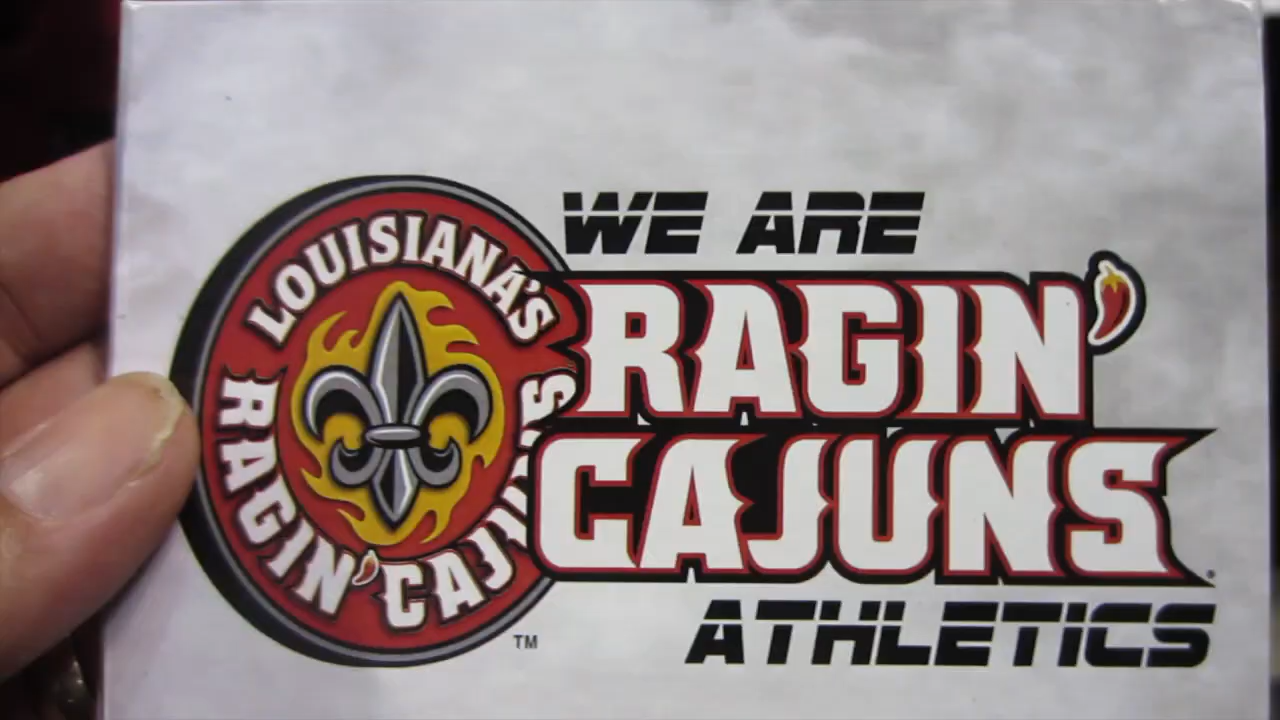 LOUISIANA'S
RAGIN' CAJUNS
TM
WE ARE
RAGIN'
CAJUNS
ATHLETICS